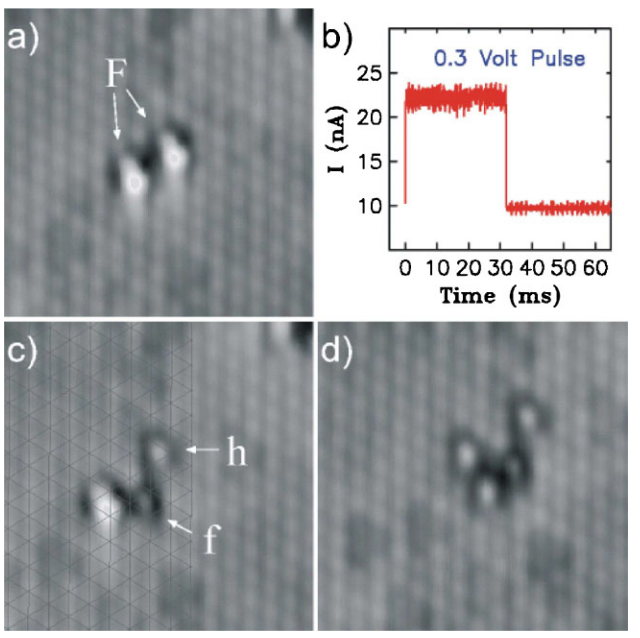 a)
F
b)
0.3 Volt Pulse
25
20
15
10
I (nA)
0 10 20 30 40 50 60
Time (ms)
c)
h
f
d)